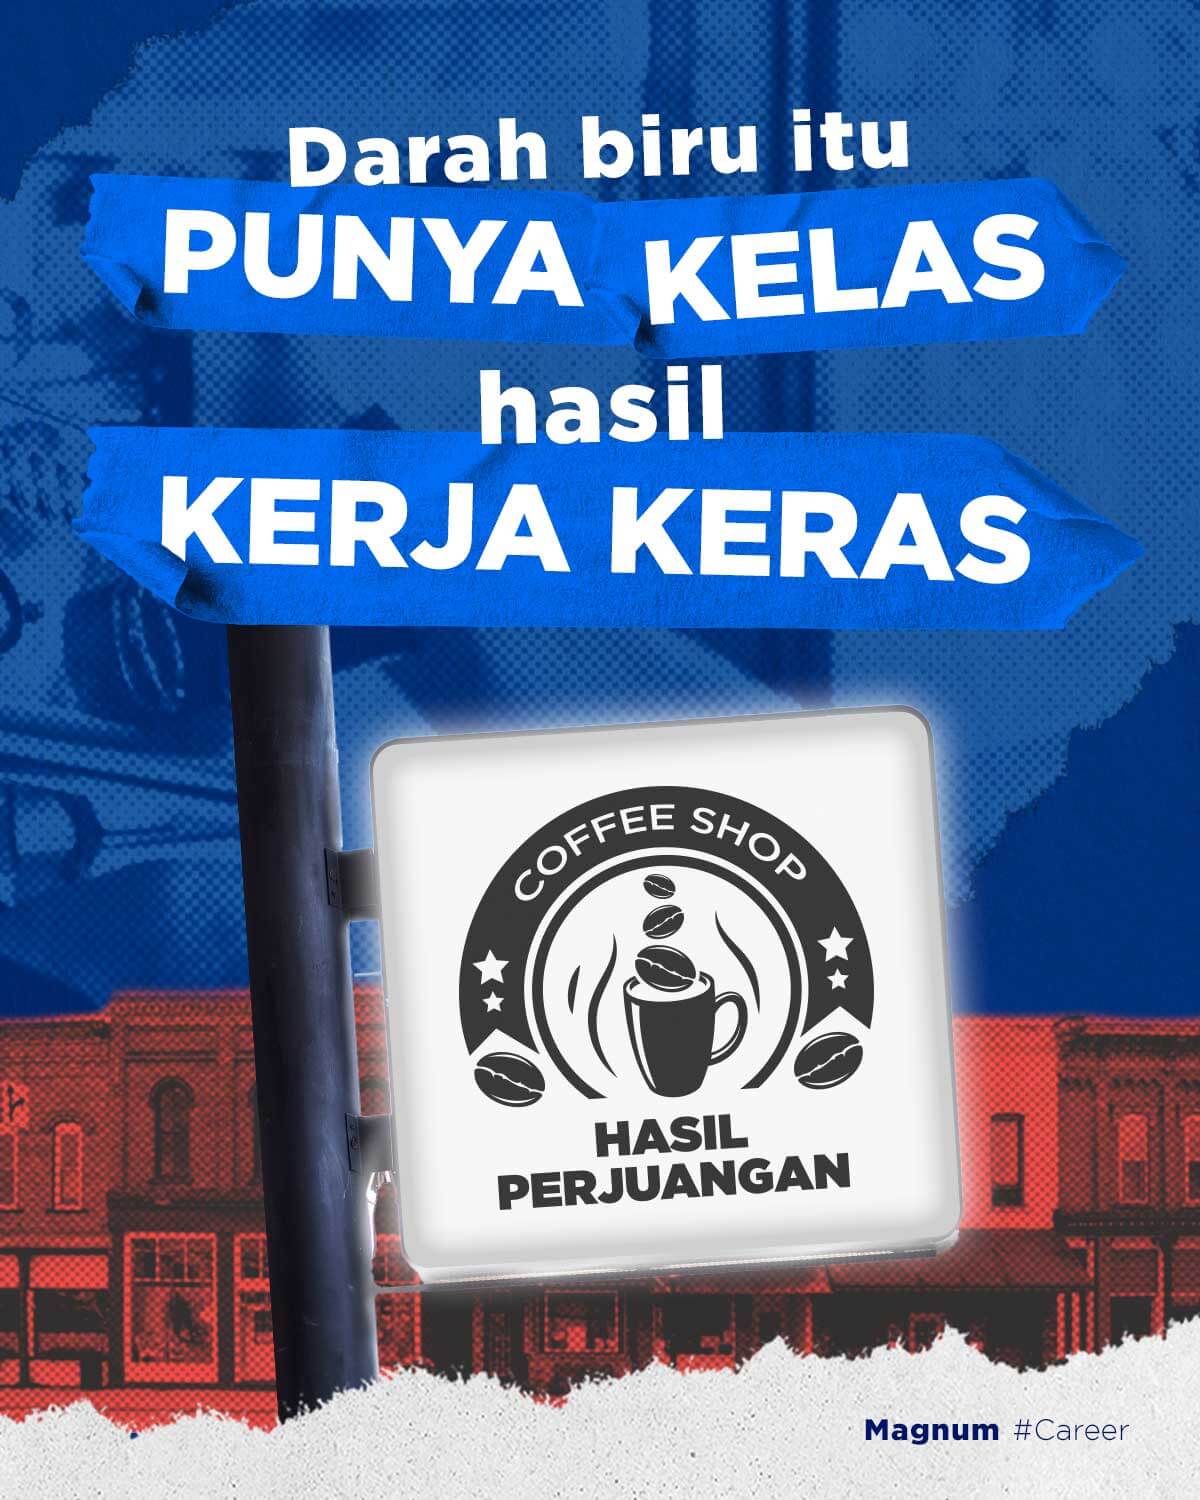 Darah biru itu
PUNYA KELAS
hasil
KERJA KERAS
COFFEE SHOP
HASIL
PERJUANGAN
Magnum #Career